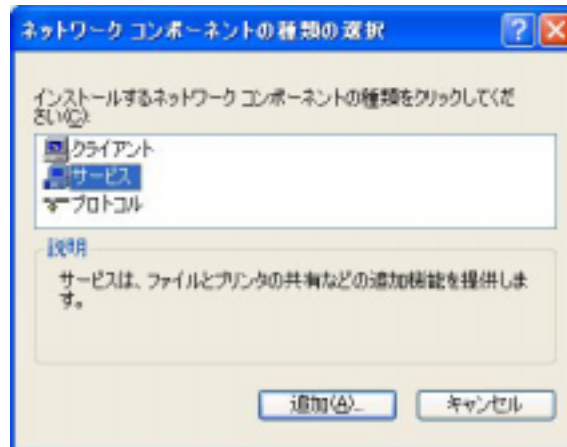 ネットワーク コンポーネントの種類の選択
インストールするネットワーク コンポーネントの種類をクリックしてくだ
さい(C):
クライアント
サービス
プロトコル
説明
サービスは、ファイルとプリンタの共有などの追加機能を提供しま
す。
追加(A)...
キャンセル